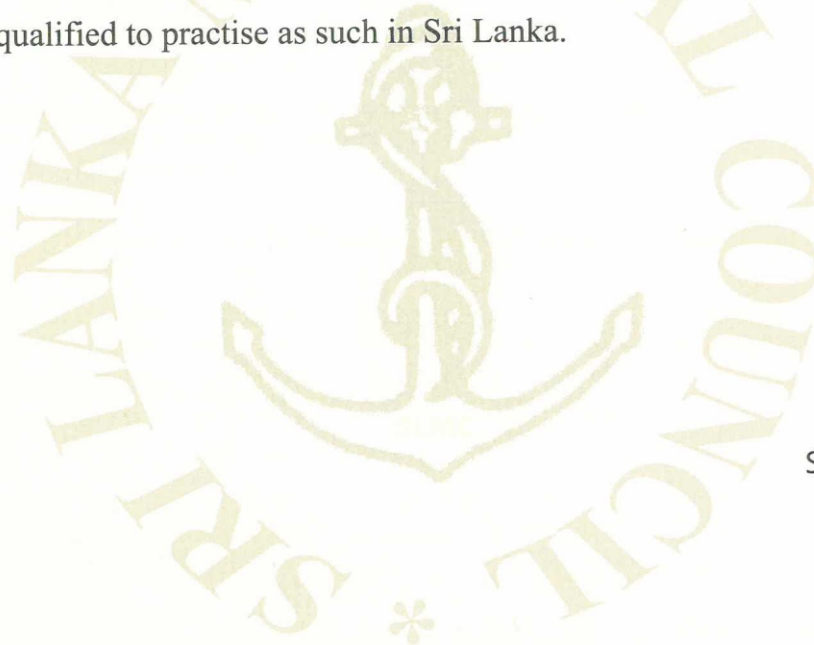 qualified to practise as such in Sri Lanka.
SRI LANKA
COUNCIL
*
S